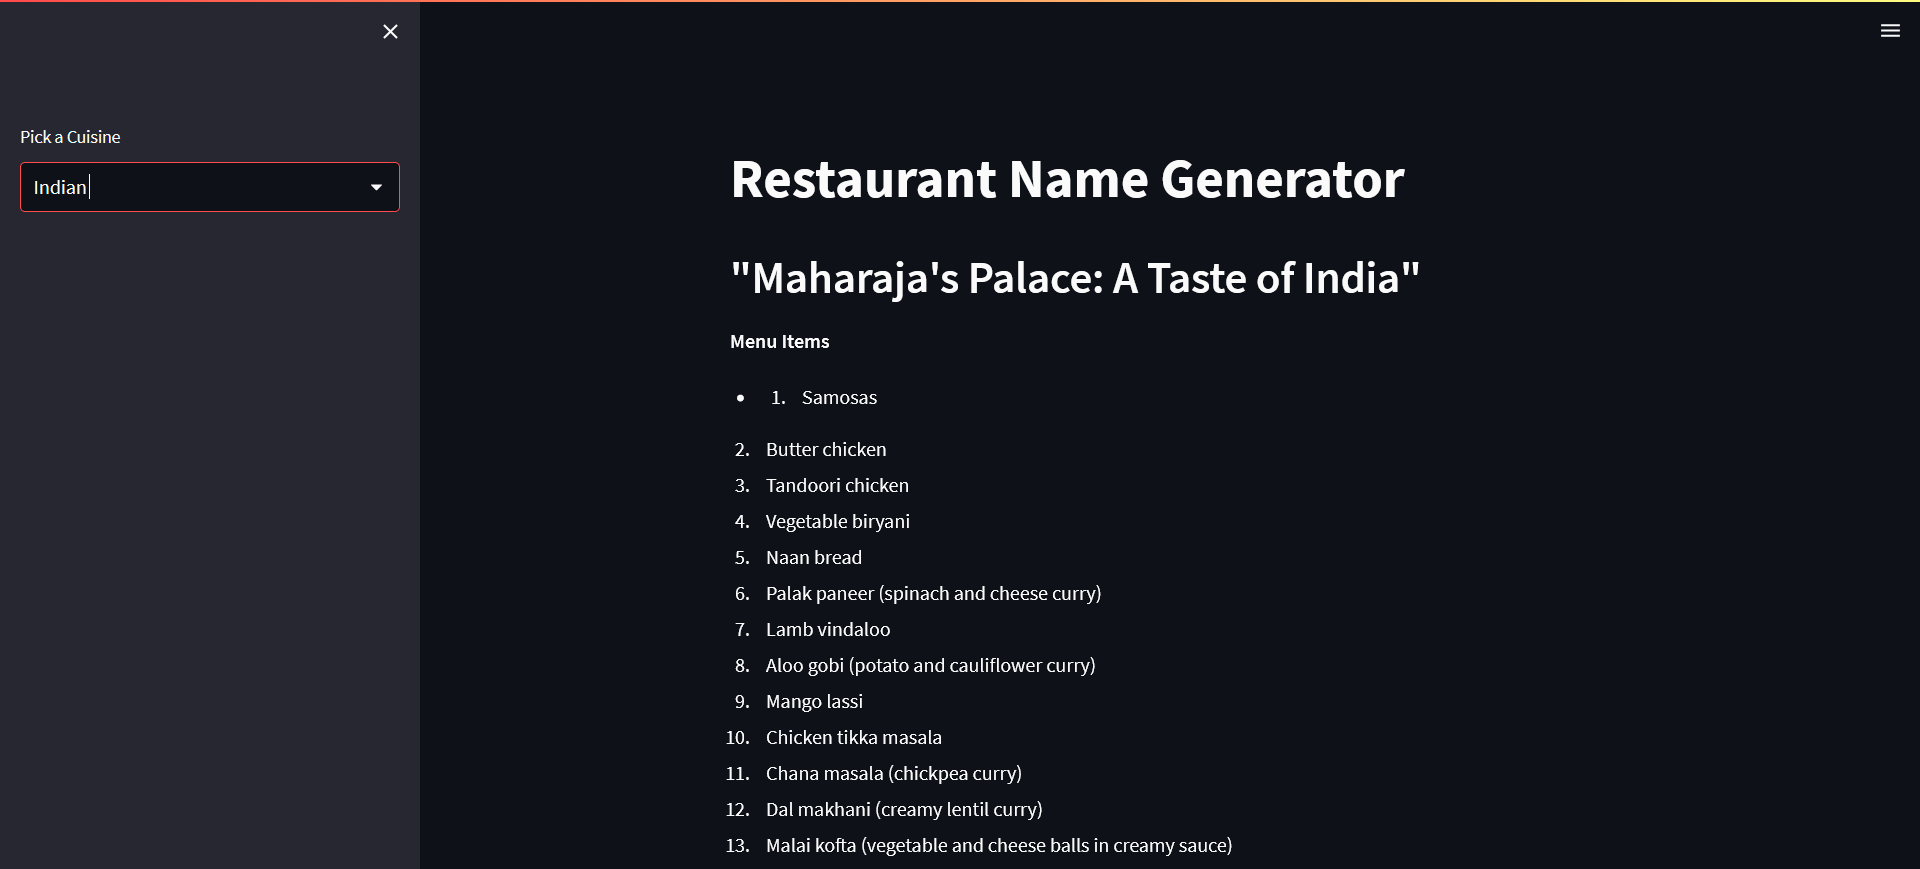 Pick a Cuisine
Indian
Restaurant Name Generator
"Maharaja's Palace: A Taste of India"
Menu Items
• 1. Samosas
2. Butter chicken
3. Tandoori chicken
4. Vegetable biryani
5. Naan bread
6. Palak paneer (spinach and cheese curry)
7. Lamb vindaloo
8. Aloo gobi (potato and cauliflower curry)
9. Mango lassi
10. Chicken tikka masala
11. Chana masala (chickpea curry)
12. Dal makhani (creamy lentil curry)
13. Malai kofta (vegetable and cheese balls in creamy sauce)